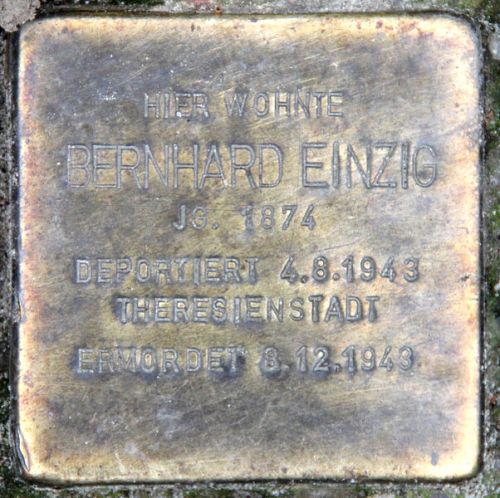 HIER WOHNTE
BERNHARD EINZIG
JG. 1874
DEPORTIERT 4.8.1943
THERESIENSTADT
ERMORDET 8.12.1943